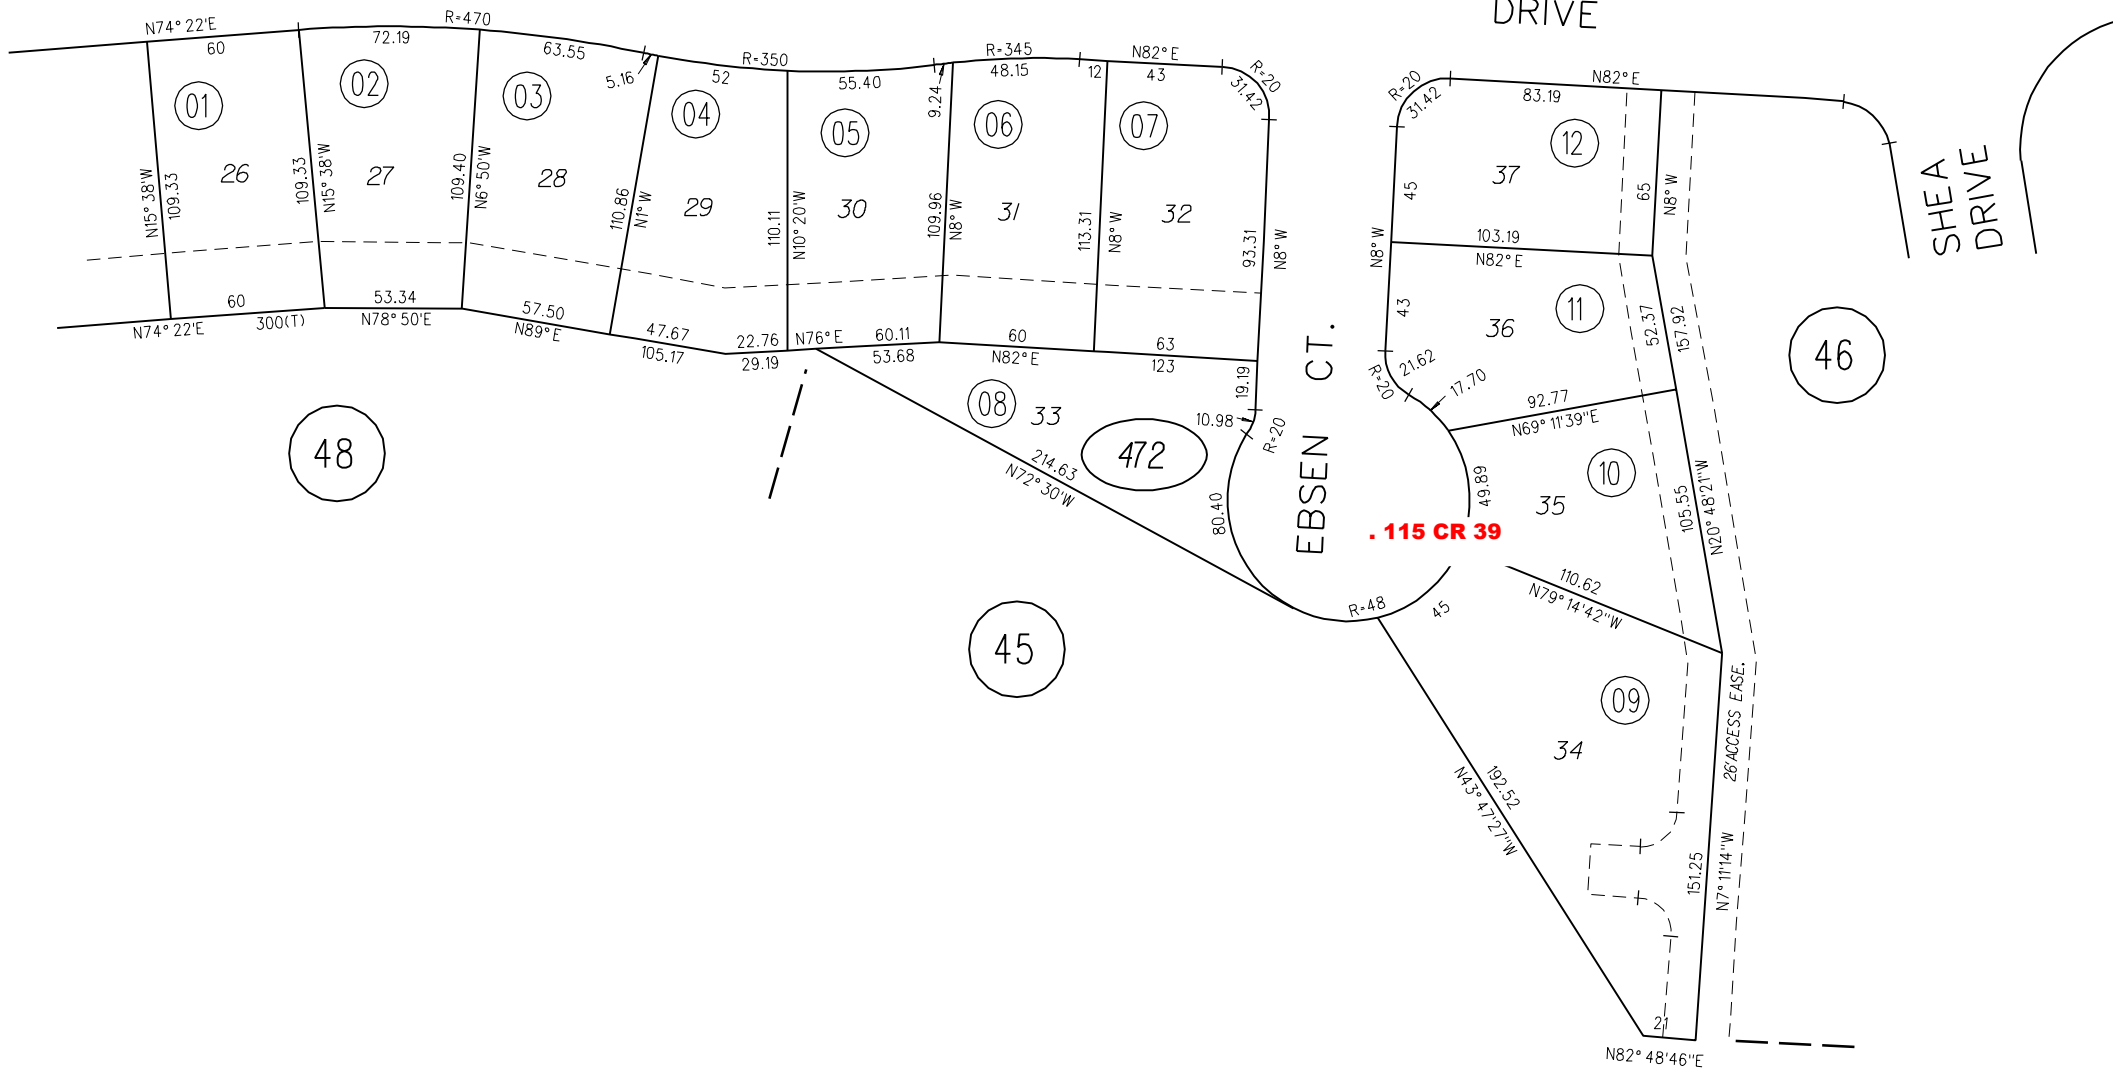 DRIVE
N74° 22'E
60
R=470
72.19
63.55
5.16
R=350
52
55.40
9.24
R=345
48.15
12
N82° E
43
R=20
31.42
R=20
31.42
N82° E
83.19
01
02
03
04
05
06
07
12
26
27
28
29
30
31
32
37
N15° 38'W
109.33
109.33
N15° 38'W
109.40
N6° 50'W
110.86
N1° W
110.11
N10° 20'W
109.96
N8° W
113.31
N8° W
93.31
N8° W
N8° W
45
65
N8° W
SHEA
DRIVE
103.19
N82° E
60
N74° 22'E
300(T)
53.34
N78° 50'E
57.50
N89° E
47.67
105.17
22.76
29.19
N76° E
60.11
53.68
60
N82° E
63
123
43
11
36
52.37
157.92
46
21.62
R=20
17.70
92.77
N69° 11'39"E
19.19
10.98
R=20
08
33
472
48
214.63
N72° 30'W
80.40
EBSEN CT.
49.89
10
35
105.55
N20° 48'21"W
. 115 CR 39
110.62
N79° 14'42"W
R=48
45
45
09
34
26' ACCESS EASE.
192.52
N43° 47'27"W
151.25
N7° 11'14"W
21
N82° 48'46"E